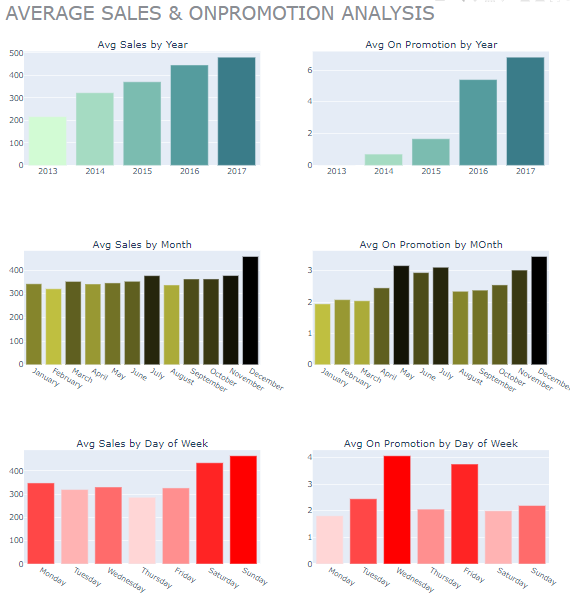 AVERAGE SALES & ONPROMOTION ANALYSIS
Avg Sales by Year
500
400
300
200
100
0
2013 2014 2015 2016 2017
Avg On Promotion by Year
6
4
2
0
2013 2014 2015 2016 2017
Avg Sales by Month
400
300
200
100
0
January February March April May June July August September October November December
Avg On Promotion by MOnth
3
2
1
0
January February March April May June July August September October November December
Avg Sales by Day of Week
400
300
200
100
0
Monday Tuesday Wednesday Thursday Friday Saturday Sunday
Avg On Promotion by Day of Week
4
3
2
1
0
Monday Tuesday Wednesday Thursday Friday Saturday Sunday